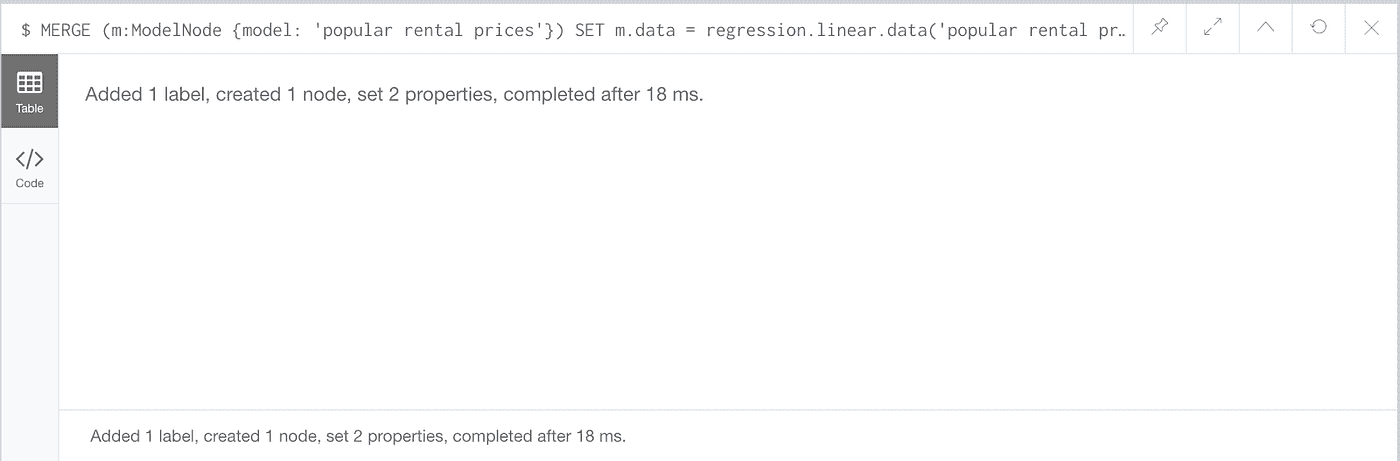 $ MERGE (m:ModelNode {model: 'popular rental prices'}) SET m.data = regression.linear.data('popular rental pr…
Table
Added 1 label, created 1 node, set 2 properties, completed after 18 ms.
</> 
Code
Added 1 label, created 1 node, set 2 properties, completed after 18 ms.